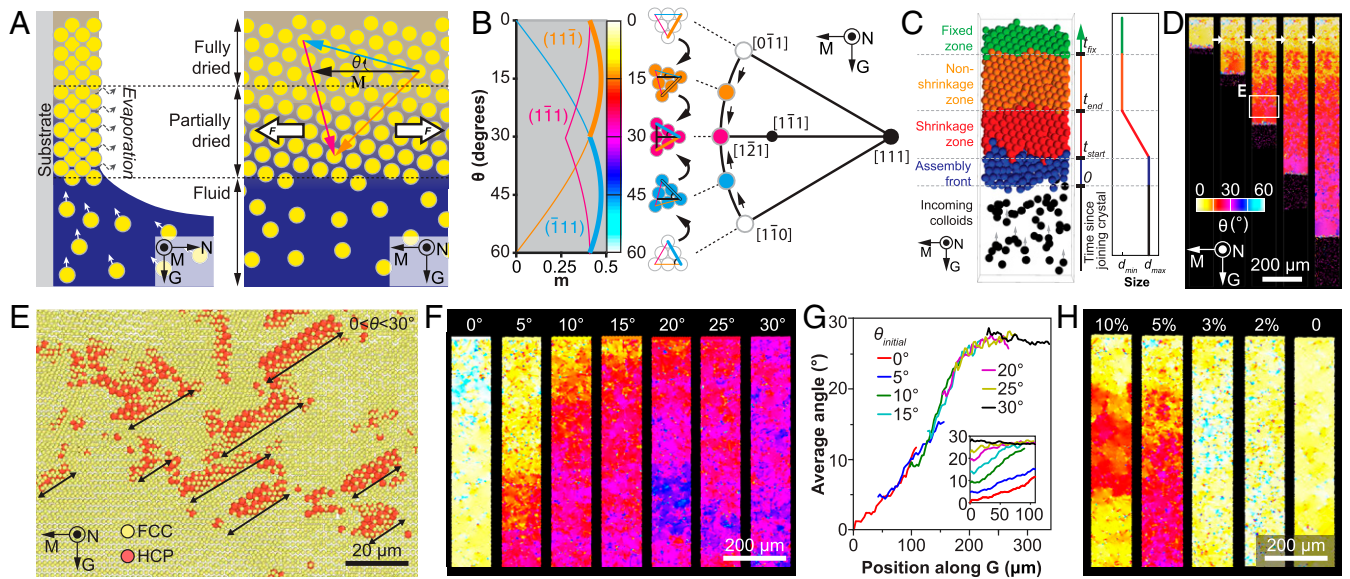 A
Substrate
Evaporation
Fully
dried
Partially
dried
Fluid
θ
M
F
F
N
M
G
M
N
G
B
θ (degrees)
0
15
30
45
60
0
0.5
m
(111̄)
(11̄1)
(1̄11)
0
15
30
45
60
[01̄1]
[12̄1]
[11̄0]
[11̄1]
[111]
M
N
G
C
Fixed
zone
Non-
shrinkage
zone
Shrinkage
zone
Assembly
front
Incoming
colloids
M
N
G
t_fix
t_end
t_start
0
Time since
joining crystal
d_min
d_max
Size
D
E
0 30 60
θ (°)
M
N
G
200 µm
E
0<θ<30°
FCC
HCP
M
N
G
20 µm
F
0° 5° 10° 15° 20° 25° 30°
200 µm
G
Average angle (°)
30
20
10
0
θ_initial
0°
5°
10°
15°
20°
25°
30°
30
20
10
0
0 50 100
0 100 200 300
Position along G (µm)
H
10% 5% 3% 2% 0
200 µm